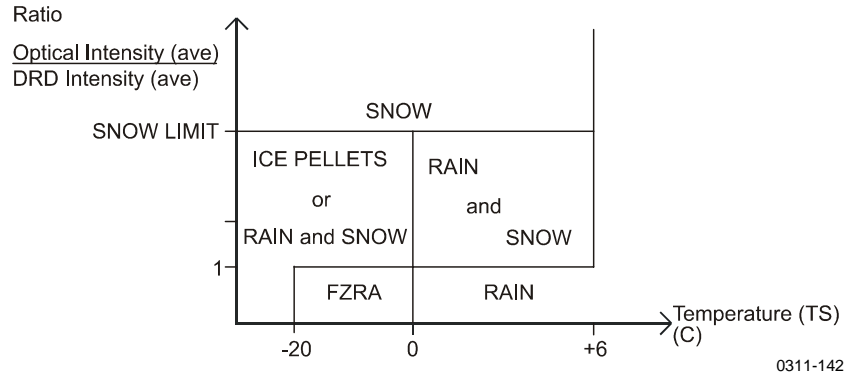 Ratio
Optical Intensity (ave)
DRD Intensity (ave)
SNOW
SNOW LIMIT
ICE PELLETS
or
RAIN and SNOW
RAIN
and
SNOW
1
FZRA
RAIN
Temperature (TS)
(C)
-20
0
+6
0311-142